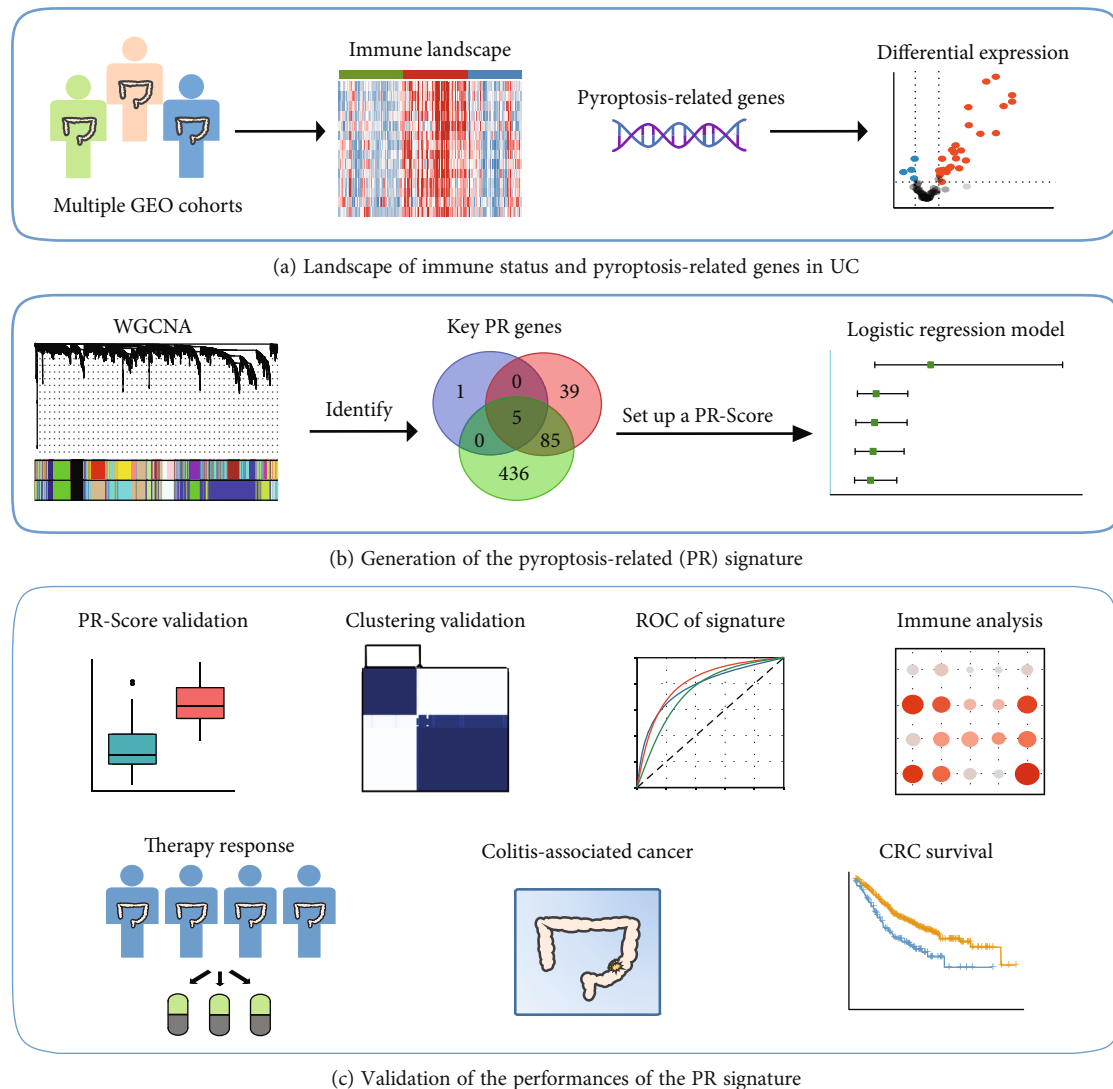 Immune landscape
Differential expression
Pyroptosis-related genes
Multiple GEO cohorts
(a) Landscape of immune status and pyroptosis-related genes in UC
WGCNA
Key PR genes
Logistic regression model
Identify
1
0
39
5
0
85
436
Set up a PR-Score
(b) Generation of the pyroptosis-related (PR) signature
PR-Score validation
Clustering validation
ROC of signature
Immune analysis
Therapy response
Colitis-associated cancer
CRC survival
(c) Validation of the performances of the PR signature